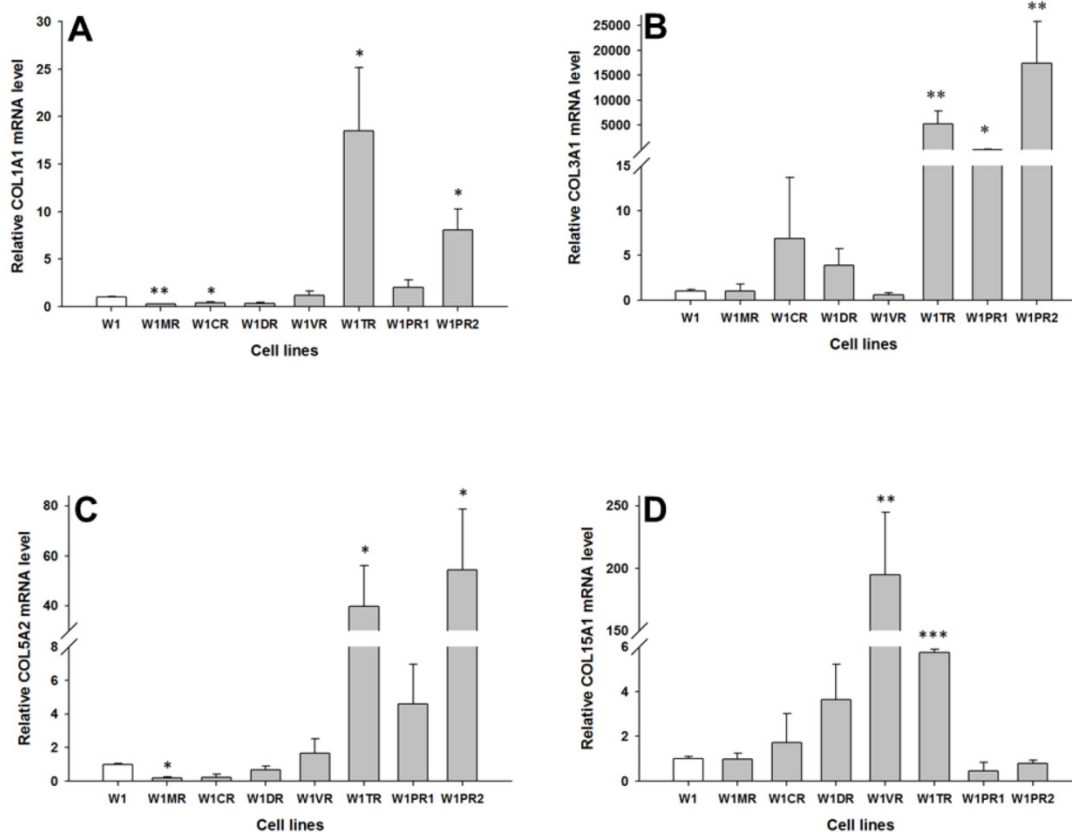 A
Relative COL1A1 mRNA level
30
25
20
15
10
5
0
*
** * *
W1 W1MR W1CR W1DR W1VR W1TR W1PR1 W1PR2
Cell lines
B
Relative COL3A1 mRNA level
25000
20000
15000
10000
5000
15
10
5
0
**
**
*
W1 W1MR W1CR W1DR W1VR W1TR W1PR1 W1PR2
Cell lines
C
Relative COL5A2 mRNA level
80
60
40
8
6
4
2
0
*
*
*
W1 W1MR W1CR W1DR W1VR W1TR W1PR1 W1PR2
Cell lines
D
Relative COL15A1 mRNA level
250
200
150
6
4
2
0
**
***
W1 W1MR W1CR W1DR W1VR W1TR W1PR1 W1PR2
Cell lines